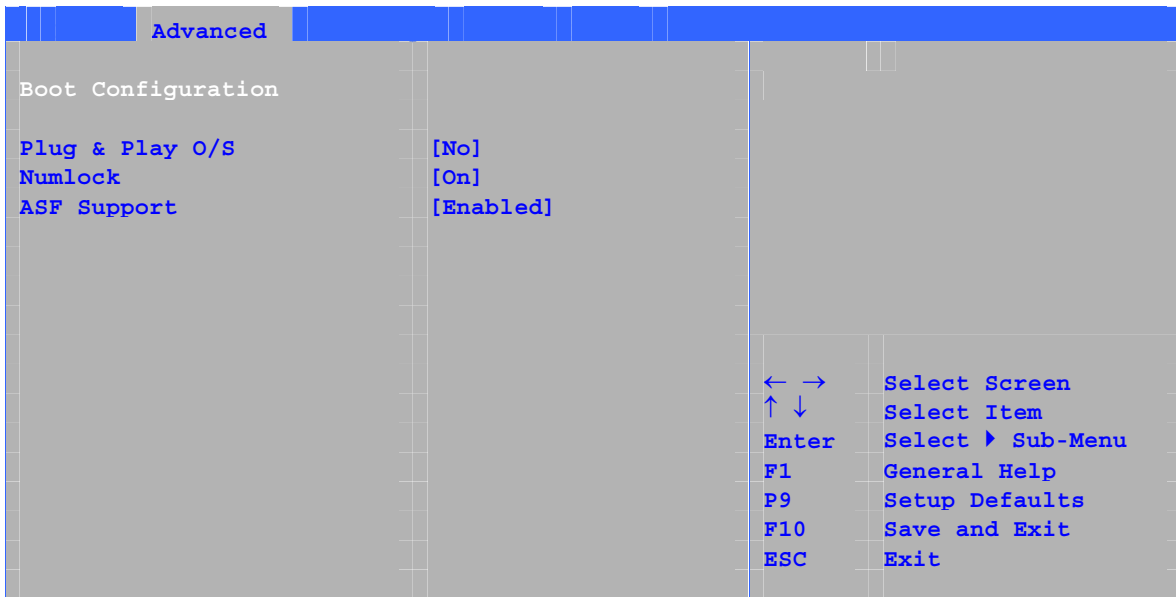 Advanced
Boot Configuration
Plug & Play O/S [No]
Numlock [On]
ASF Support [Enabled]
← → Select Screen
↑ ↓ Select Item
Enter Select ▶ Sub-Menu
F1 General Help
P9 Setup Defaults
F10 Save and Exit
ESC Exit